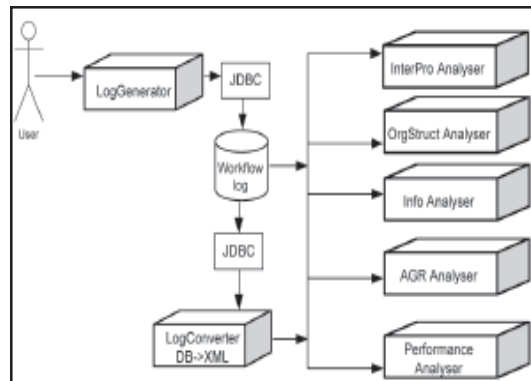 User
LogGenerator
JDBC
Workflow
log
JDBC
LogConverter
DB->XML
InterPro Analyser
OrgStruct Analyser
Info Analyser
AGR Analyser
Performance
Analyser